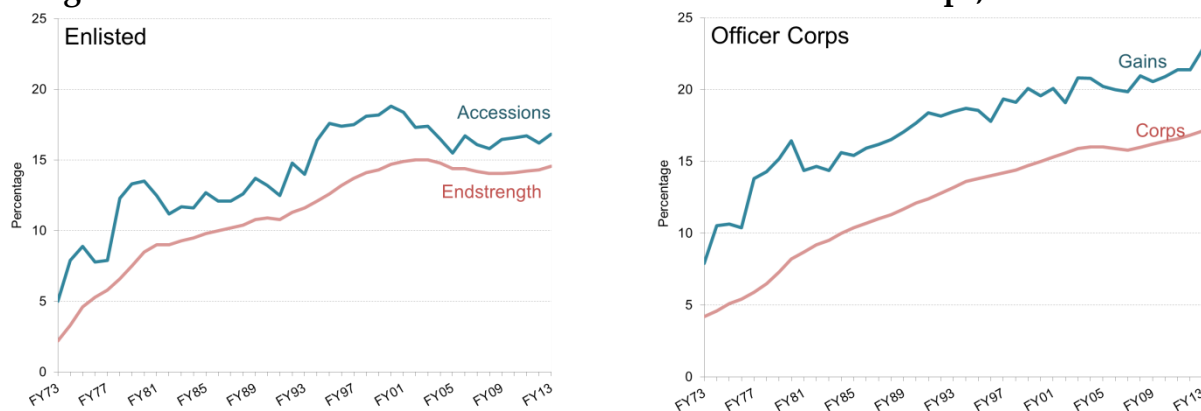 Enlisted
25
20
15
10
5
0
Percentage
Accessions
Endstrength
FY73 FY77 FY81 FY85 FY89 FY93 FY97 FY01 FY05 FY09 FY13
Officer Corps
25
20
15
10
5
0
Percentage
Gains
Corps
FY73 FY77 FY81 FY85 FY89 FY93 FY97 FY01 FY05 FY09 FY13